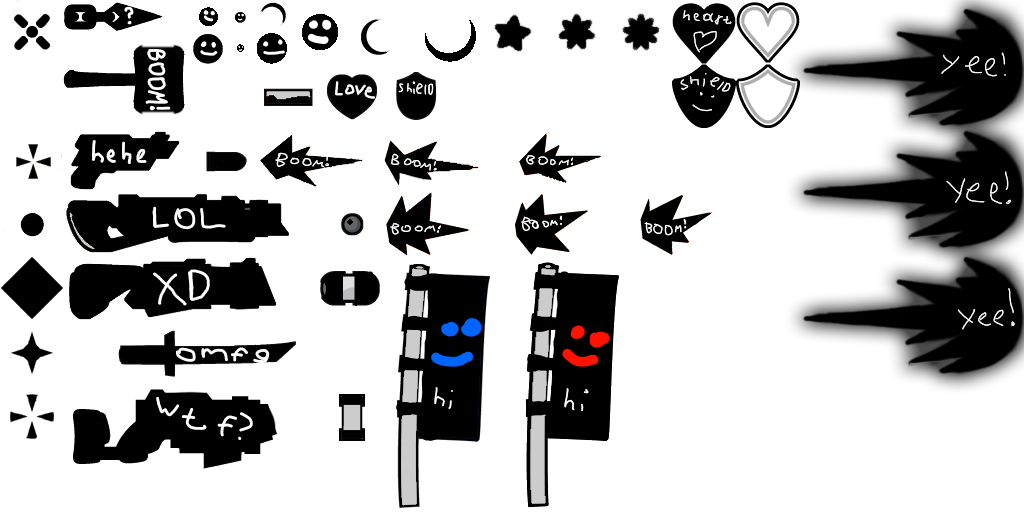 ?
BOOM!
Love
shield
heart
shield
yee!
hehe
BOOM!
BOOM!
BOOM!
yee!
LOL
BOOM!
BOOM!
BOOM!
XD
hi
hi
yee!
omfg
wtf?